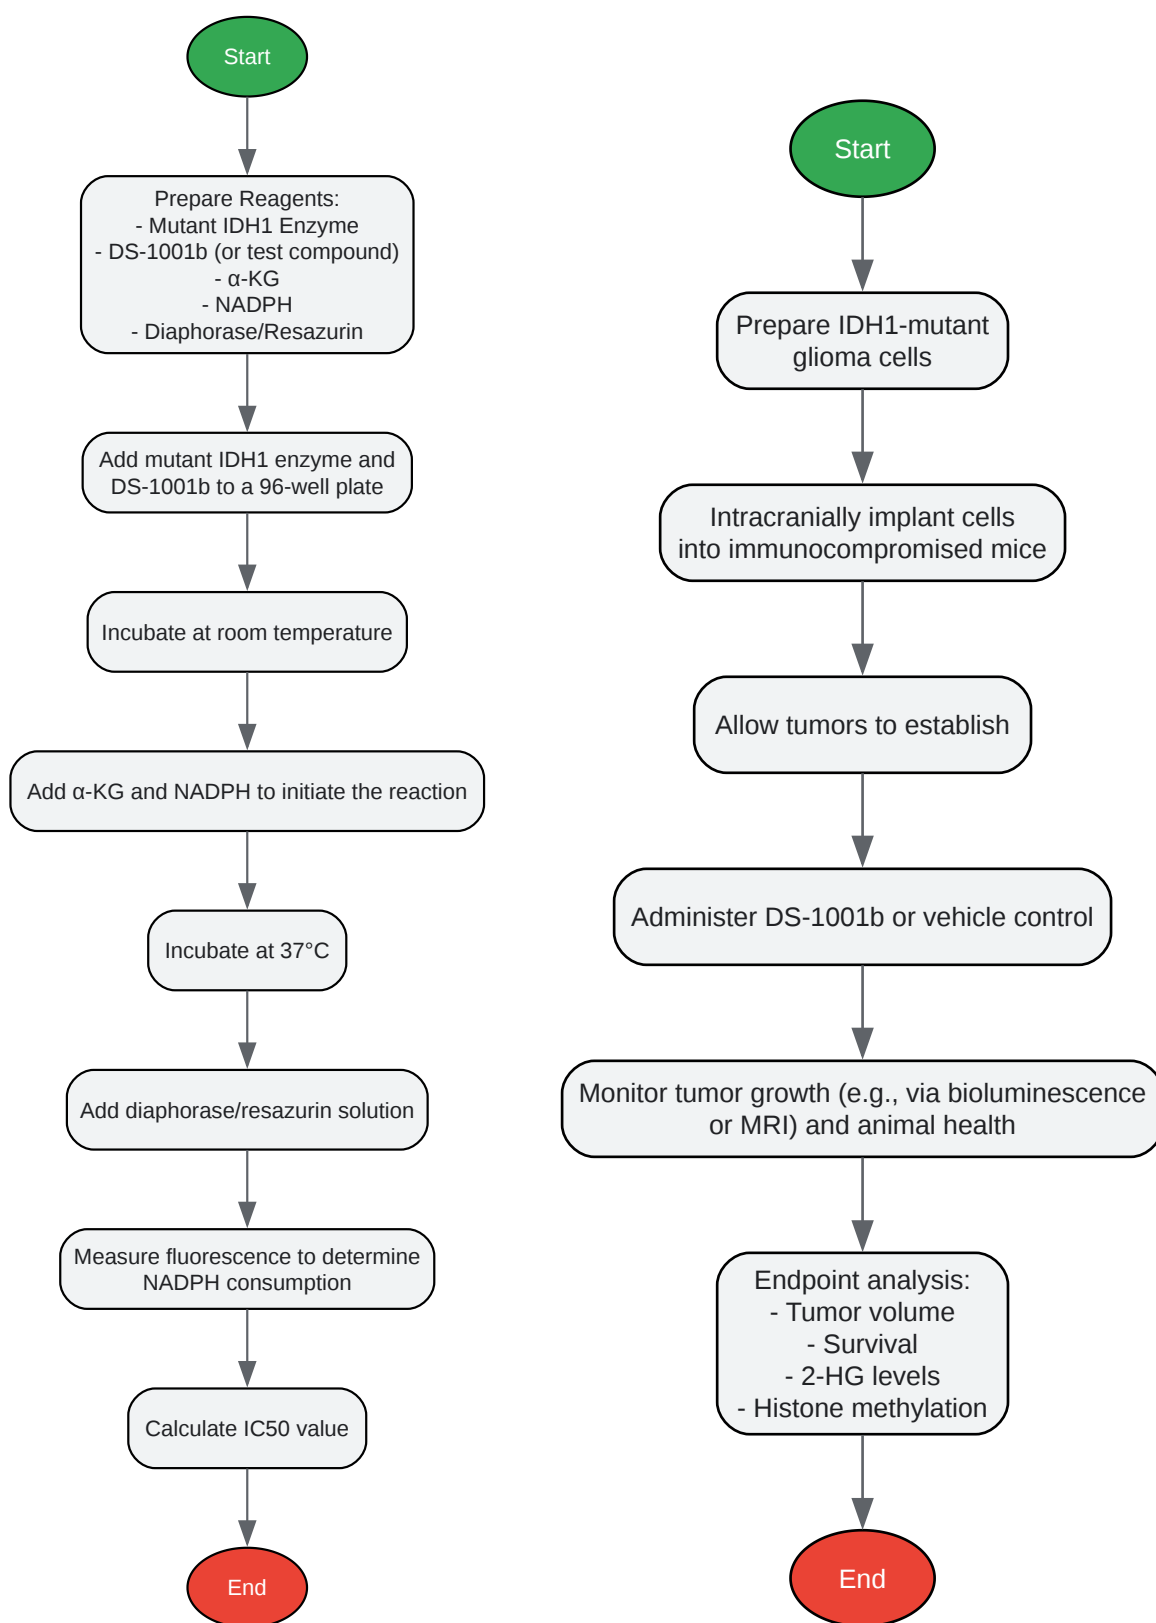 Start
Prepare Reagents:
- Mutant IDH1 Enzyme
- DS-1001b (or test compound)
- α-KG
- NADPH
- Diaphorase/Resazurin
Add mutant IDH1 enzyme and
DS-1001b to a 96-well plate
Incubate at room temperature
Add α-KG and NADPH to initiate the reaction
Incubate at 37°C
Add diaphorase/resazurin solution
Measure fluorescence to determine
NADPH consumption
Calculate IC50 value
End
Start
Prepare IDH1-mutant
glioma cells
Intracranially implant cells
into immunocompromised mice
Allow tumors to establish
Administer DS-1001b or vehicle control
Monitor tumor growth (e.g., via bioluminescence
or MRI) and animal health
Endpoint analysis:
- Tumor volume
- Survival
- 2-HG levels
- Histone methylation
End